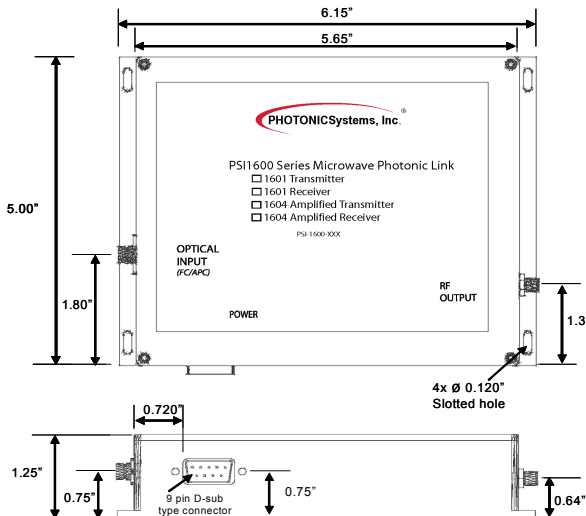 6.15”
5.65”
PHOTONICSystems, Inc.®
PSI1600 Series Microwave Photonic Link
1601 Transmitter
1601 Receiver
1604 Amplified Transmitter
1604 Amplified Receiver
PSI-1600-XXX
5.00”
OPTICAL
INPUT
(FC/APC)
RF
OUTPUT
1.80”
POWER
1.3
4x Ø 0.120”
Slotted hole
0.720”
1.25”
0.75”
9 pin D-sub
type connector
0.75”
0.64”